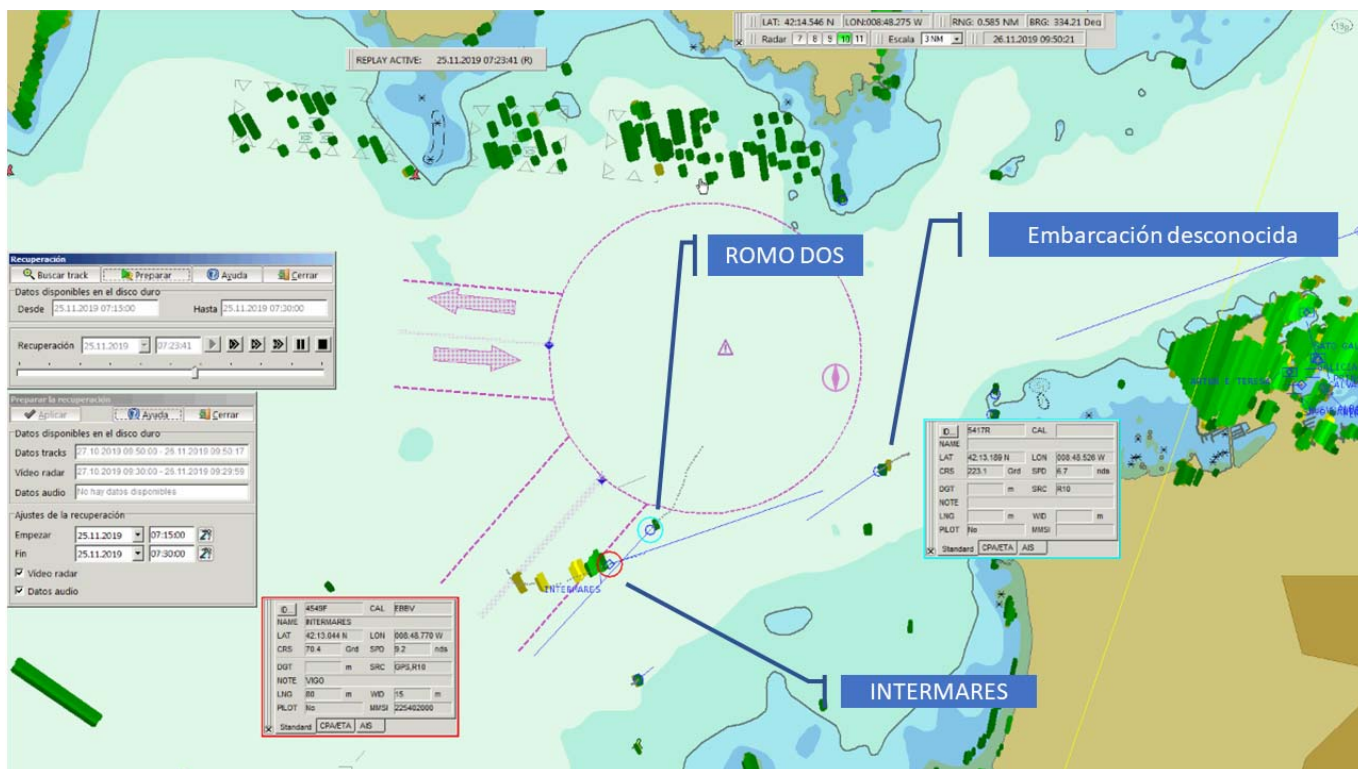 LAT: 42:14.546 N LON:008:48.275 W RNG: 0.585 NM BRG: 334.21 Deg
Radar 7 8 9 10 11 Escala 3 NM 26.11.2019 09:50:21
REPLAY ACTIVE: 25.11.2019 07:23:41 (R)
ROMO DOS
Embarcación desconocida
Recuperación
Buscar track Preparar Ayuda Cerrar
Datos disponibles en el disco duro
Desde 25.11.2019 07:15:00 Hasta 25.11.2019 07:30:00
Recuperación 25.11.2019 07:23:41
Preparar la recuperación
Aplicar Ayuda Cerrar
Datos disponibles en el disco duro
Datos tracks 27.10.2019 09:50:00 - 26.11.2019 09:50:17
Vídeo radar 27.10.2019 09:30:00 - 26.11.2019 09:29:59
Datos audio No hay datos disponibles
Ajustes de la recuperación
Empezar 25.11.2019 07:15:00
Fin 25.11.2019 07:30:00
Vídeo radar
Datos audio
ID... 5417R CAL
NAME
LAT 42:13.189 N LON 008:48.526 W
CRS 223.1 Grd SPD 6.7 nds
DGT m SRC R10
NOTE
LNG m WID m
PILOT No MMSI
Standard CPA/ETA AIS
INTERMARES
ID... 4549F CAL EBBV
NAME INTERMARES
LAT 42:13.044 N LON 008:48.770 W
CRS 70.4 Grd SPD 9.2 nds
DGT m SRC GPS,R10
NOTE VIGO
LNG 80 m WID 15 m
PILOT No MMSI 225402000
Standard CPA/ETA AIS
INTERMARES